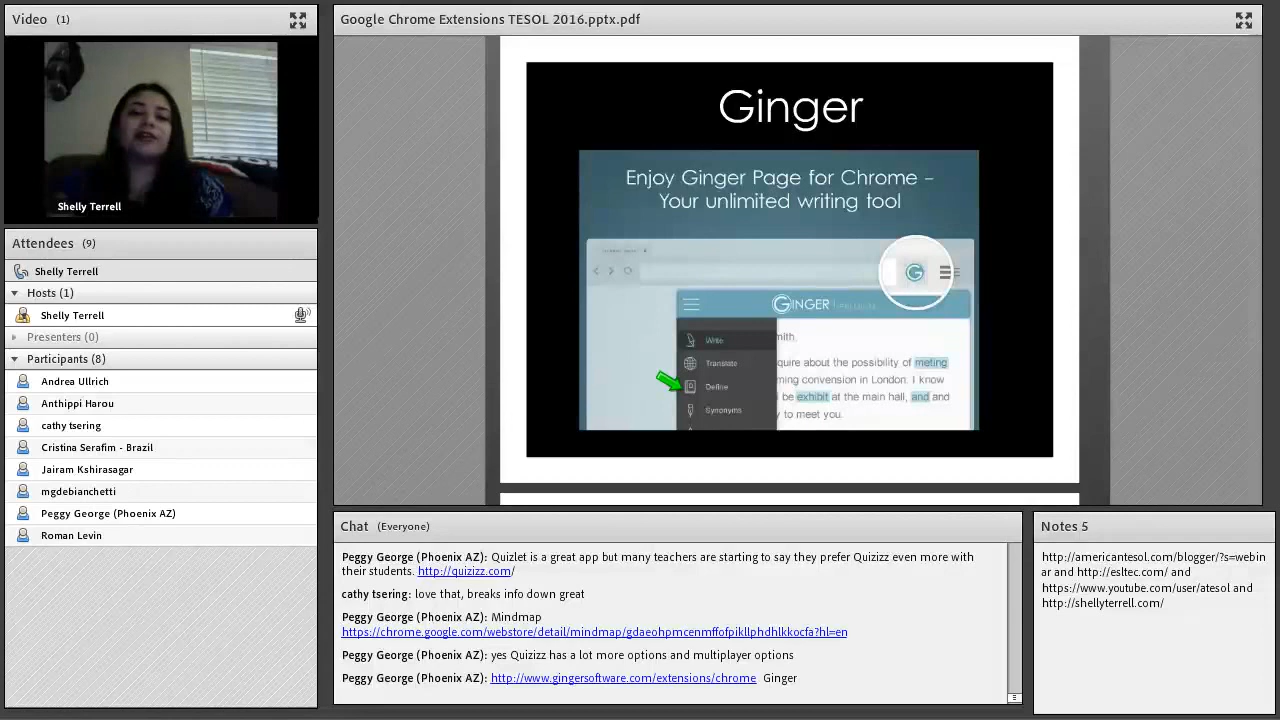 Video (1)
Shelly Terrell
Attendees (9)
Shelly Terrell
Hosts (1)
Shelly Terrell
Presenters (0)
Participants (8)
Andrea Ullrich
Anthippi Harou
cathy tsering
Cristina Serafim - Brazil
Jairam Kshirasagar
mgdebianchetti
Peggy George (Phoenix AZ)
Roman Levin
Google Chrome Extensions TESOL 2016.pptx.pdf
Ginger
Enjoy Ginger Page for Chrome –
Your unlimited writing tool
G
GINGER
Write
Translate
Define
Synonyms
mith,
quire about the possibility of meting
ming convension in London. I know
be exhibit at the main hall, and and
y to meet you.
Chat (Everyone)
Peggy George (Phoenix AZ): Quizlet is a great app but many teachers are starting to say they prefer Quizizz even more with
their students. http://quizizz.com/
cathy tsering: love that, breaks info down great
Peggy George (Phoenix AZ): Mindmap
https://chrome.google.com/webstore/detail/mindmap/gdaeohpmcenmffofpikllphdhlkkocfa?hl=en
Peggy George (Phoenix AZ): yes Quizizz has a lot more options and multiplayer options
Peggy George (Phoenix AZ): http://www.gingersoftware.com/extensions/chrome Ginger
Notes 5
http://americantesol.com/blogger/?s=webin
ar and http://esltec.com/ and
https://www.youtube.com/user/atesol and
http://shellyterrell.com/